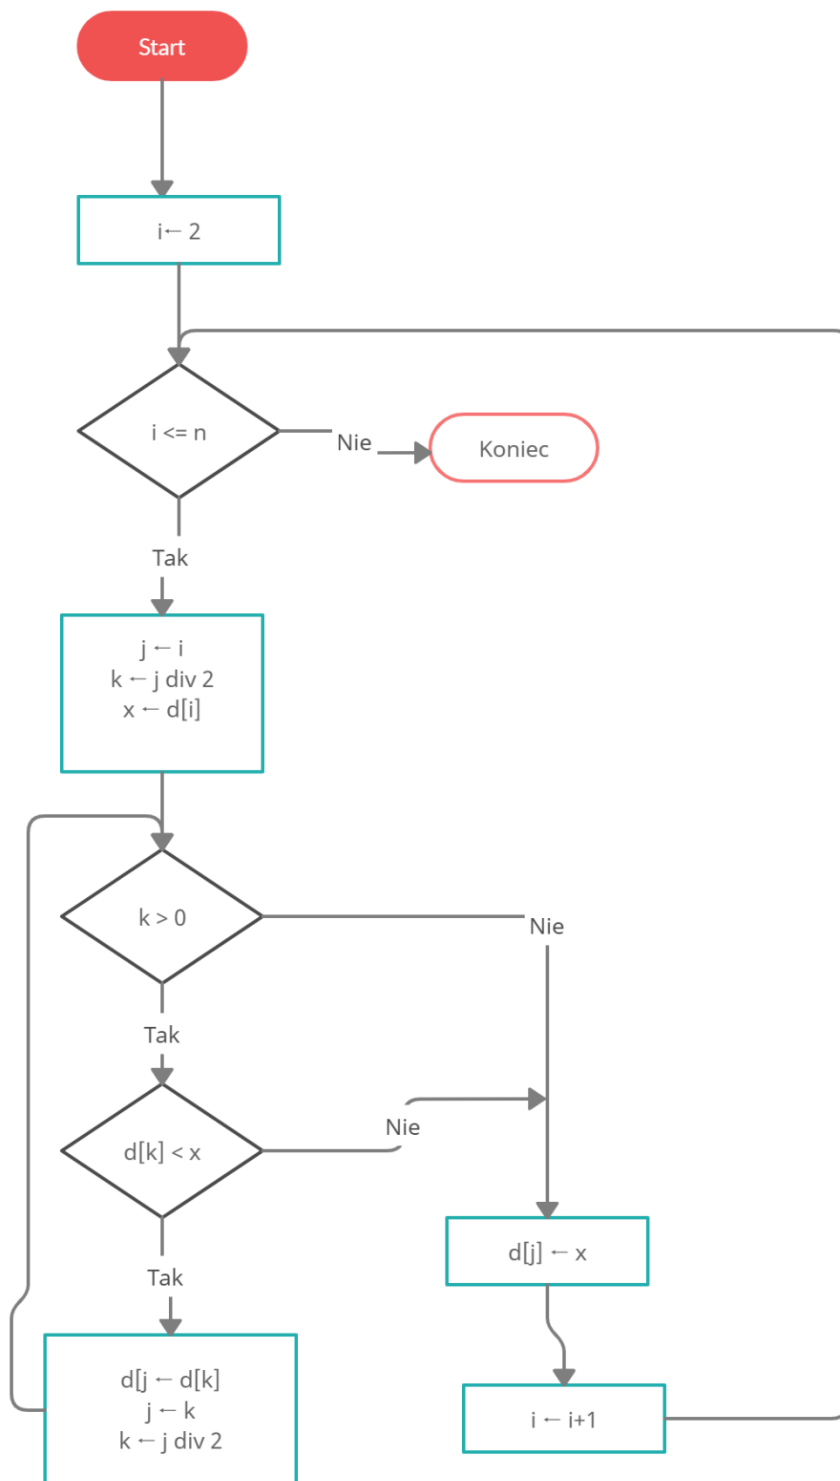 Start
i← 2
i <= n
Nie
Koniec
Tak
j ← i
k ← j div 2
x ← d[i]
k > 0
Nie
Tak
d[k] < x
Nie
d[j] ← x
Tak
d[j ← d[k]
j ← k
k ← j div 2
i ← i+1